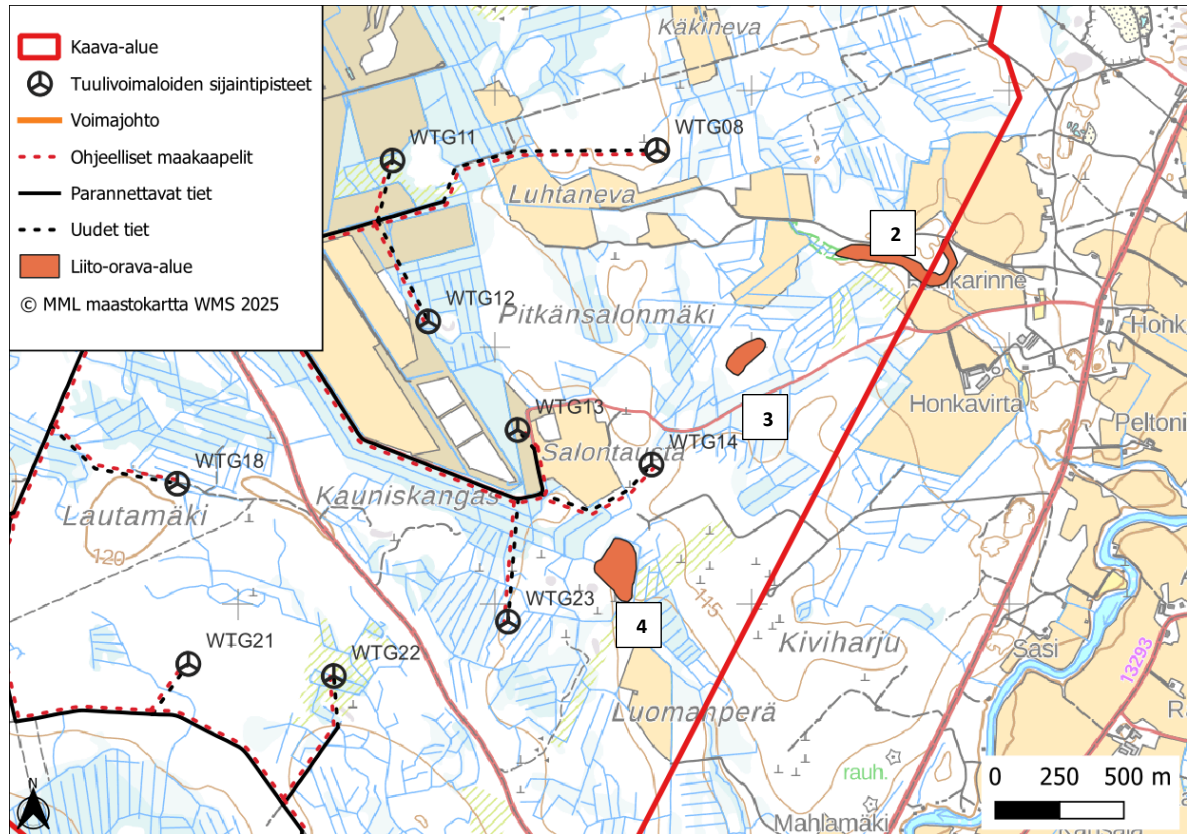 Kaava-alue
Tuulivoimaloiden sijaintipisteet
Voimajohto
Ohjeelliset maakaapelit
Parannettavat tiet
Uudet tiet
Liito-orava-alue
© MML maastokartta WMS 2025
Käkineva
WTG11
WTG08
Luhtaneva
2
WTG12
Pitkänsalonmäki
Honk
Honkavirta
3
WTG13
Peltoni
WTG14
Salontausta
WTG18
Kauniskangas
Lautamäki
120
115
WTG23
4
Kiviharju
Sasi
13293
WTG21
WTG22
Luomanperä
rauh.
Mahlamäki
N
0 250 500 m